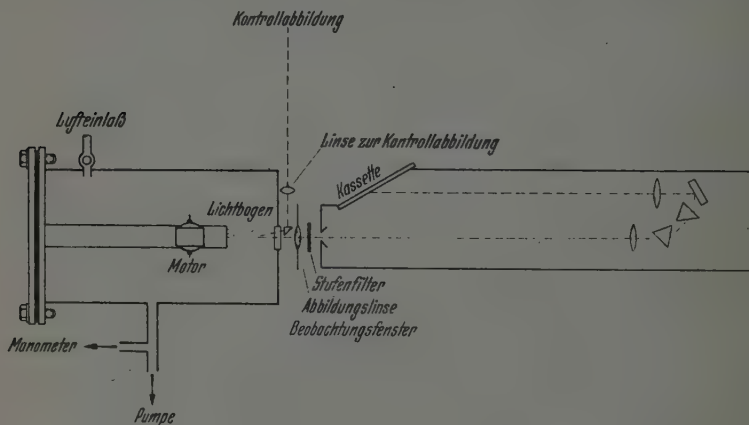 Kontrollabbildung
Lufteinlaß
Linse zur Kontrollabbildung
Kassette
Lichtbogen
Motor
Stufenfilter
Abbildungslinse
Beobachtungsfenster
Manometer
Pumpe